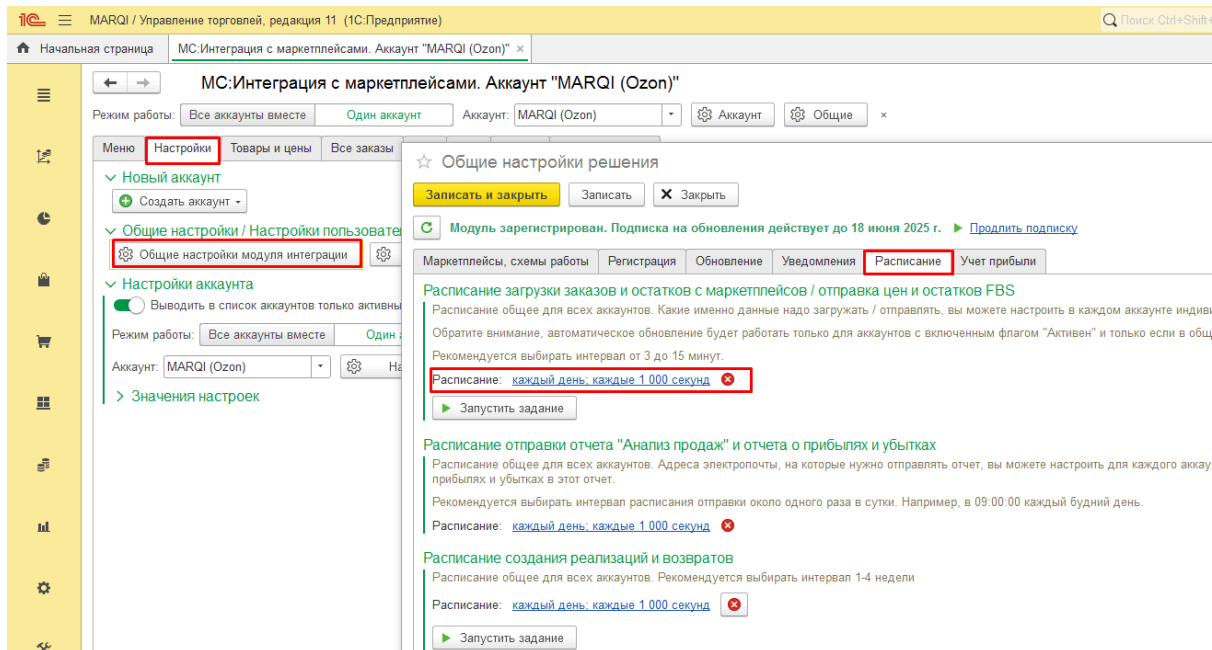 1С MARQI / Управление торговлей, редакция 11 (1С:Предприятие) Поиск Ctrl+Shift+
Начальная страница МС:Интеграция с маркетплейсами. Аккаунт "MARQI (Ozon)" ×
МС:Интеграция с маркетплейсами. Аккаунт "MARQI (Ozon)"
Режим работы: Все аккаунты вместе Один аккаунт Аккаунт: MARQI (Ozon) Аккаунт Общие ×
Меню Настройки Товары и цены Все заказы
Новый аккаунт
Создать аккаунт
Общие настройки / Настройки
Общие настройки модуля интеграции
Настройки аккаунта
Выводить в список аккаунтов только
Режим работы: Все аккаунты вместе Один
Аккаунт: MARQI (Ozon)
Значения настроек
Общие настройки решения
Записать и закрыть Записать Закрыть
Модуль зарегистрирован. Подписка на обновления действует до 18 июня 2025 г. Продлить подписку
Маркетплейсы, схемы работы Регистрация Обновление Уведомления Расписание Учет прибыли
Расписание загрузки заказов и остатков с маркетплейсов / отправка цен и остатков FBS
Расписание общее для всех аккаунтов. Какие именно данные надо загружать / отправлять, вы можете настроить в каждом аккаунте
Обратите внимание, автоматическое обновление будет работать только для аккаунтов с включенным флагом "Активен" и только если в
Рекомендуется выбирать интервал от 3 до 15 минут.
Расписание: каждый день; каждые 1 000 секунд
Запустить задание
Расписание отправки отчета "Анализ продаж" и отчета о прибылях и убытках
Расписание общее для всех аккаунтов. Адреса электропочты, на которые нужно отправлять отчет, вы можете настроить для каждого
прибылях и убытках в этот отчет.
Рекомендуется выбирать интервал расписания отправки около одного раза в сутки. Например, в 09:00:00 каждый будний день.
Расписание: каждый день; каждые 1 000 секунд
Расписание создания реализаций и возвратов
Расписание общее для всех аккаунтов. Рекомендуется выбирать интервал 1-4 недели
Расписание: каждый день; каждые 1 000 секунд
Запустить задание